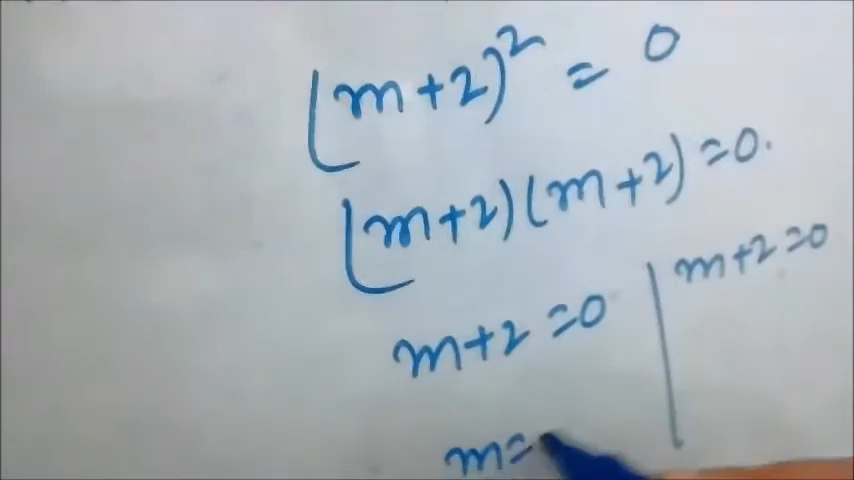 (m+2)² = 0
(m+2)(m+2) = 0.
m+2 = 0 | m+2 = 0
m =